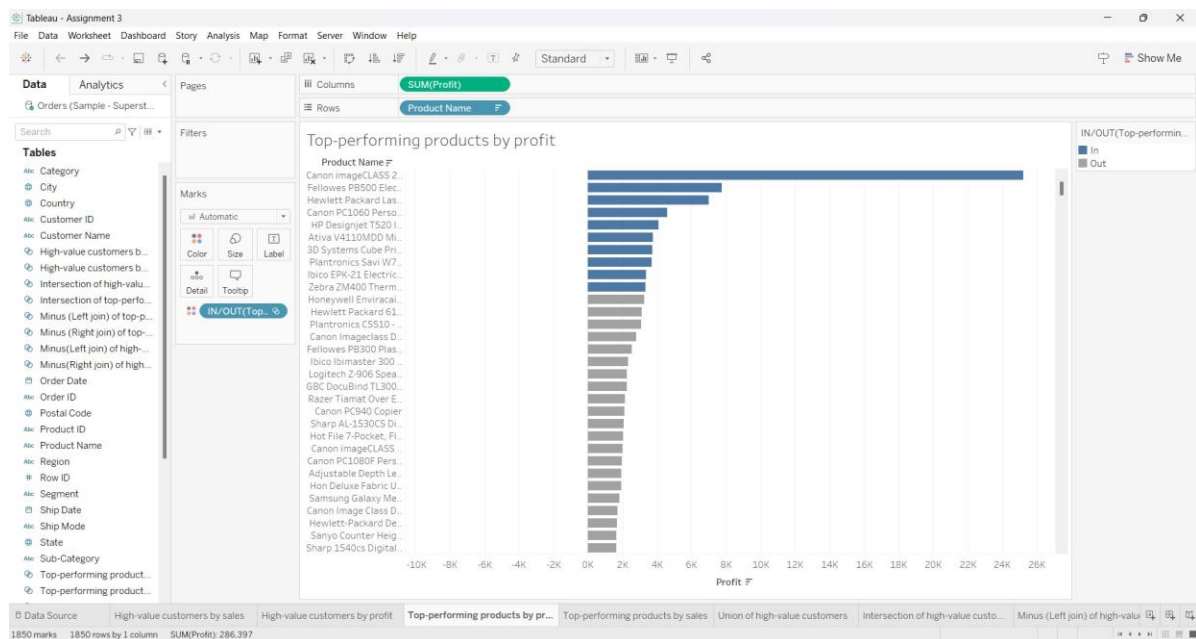 Tableau - Assignment 3
File Data Worksheet Dashboard Story Analysis Map Format Server Window Help
Standard
Show Me
Data Analytics
Orders (Sample - Superst...
Search
Tables
Abc Category
City
Country
Abc Customer ID
Abc Customer Name
High-value customers b...
High-value customers b...
Intersection of high-valu...
Intersection of top-perfo...
Minus (Left join) of top-p...
Minus (Right join) of top-...
Minus(Left join) of high-...
Minus(Right join) of high...
Order Date
Abc Order ID
Postal Code
Abc Product ID
Abc Product Name
Abc Region
# Row ID
Abc Segment
Ship Date
Abc Ship Mode
State
Abc Sub-Category
Top-performing product...
Top-performing product...
Pages
Filters
Marks
Automatic
Color Size Label
Detail Tooltip
IN/OUT(Top..
Columns SUM(Profit)
Rows Product Name
Top-performing products by profit
Product Name
Canon imageCLASS 2..
Fellowes PB500 Elec..
Hewlett Packard Las..
Canon PC1060 Perso..
HP Designjet T520 I..
Ativa V4110MDD Mi..
3D Systems Cube Pri..
Plantronics Savi W7..
Ibico EPK-21 Electric..
Zebra ZM400 Therm..
Honeywell Enviracai..
Hewlett Packard 61..
Plantronics CS510 - ..
Canon Imageclass D..
Fellowes PB300 Plas..
Ibico Ibimaster 300 ..
Logitech Z-906 Spea..
GBC DocuBind TL300..
Razer Tiamat Over E..
Canon PC940 Copier
Sharp AL-1530CS Di..
Hot File 7-Pocket, Fl..
Canon imageCLASS ..
Canon PC1080F Pers..
Adjustable Depth Le..
Hon Deluxe Fabric U..
Samsung Galaxy Me..
Canon Image Class D..
Hewlett-Packard De..
Sanyo Counter Heig..
Sharp 1540cs Digital..
-10K -8K -6K -4K -2K 0K 2K 4K 6K 8K 10K 12K 14K 16K 18K 20K 22K 24K 26K
Profit
IN/OUT(Top-performin...
In
Out
Data Source High-value customers by sales High-value customers by profit Top-performing products by pr... Top-performing products by sales Union of high-value customers Intersection of high-value custo... Minus (Left join) of high-valu
1850 marks 1850 rows by 1 column SUM(Profit): 286,397